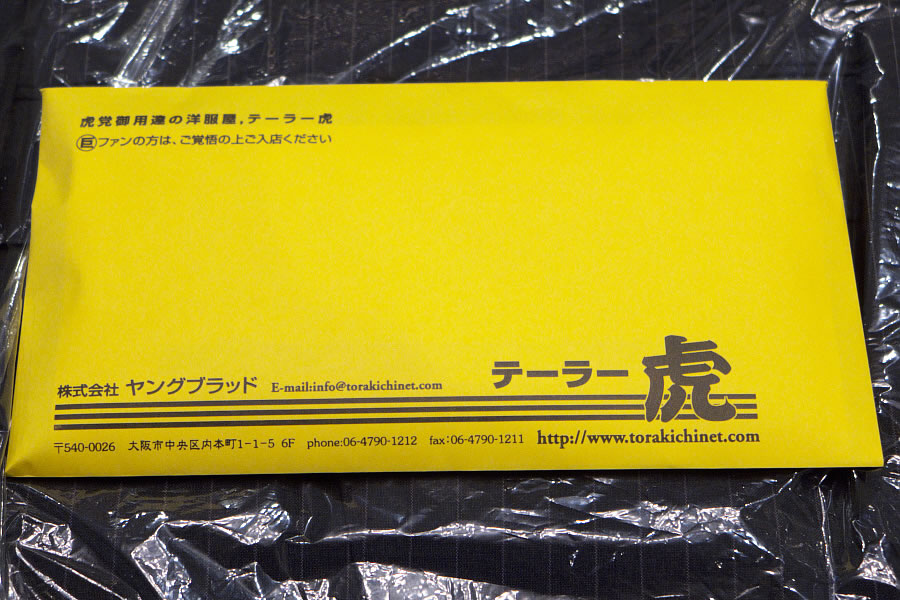 虎党御用達の洋服屋，テーラー虎
巨ファンの方は、ご覚悟の上ご入店ください
テーラー虎
株式会社 ヤングブラッド E-mail:info@torakichinet.com
〒540-0026 大阪市中央区内本町1-1-5 6F phone:06-4790-1212 fax:06-4790-1211 http://www.torakichinet.com